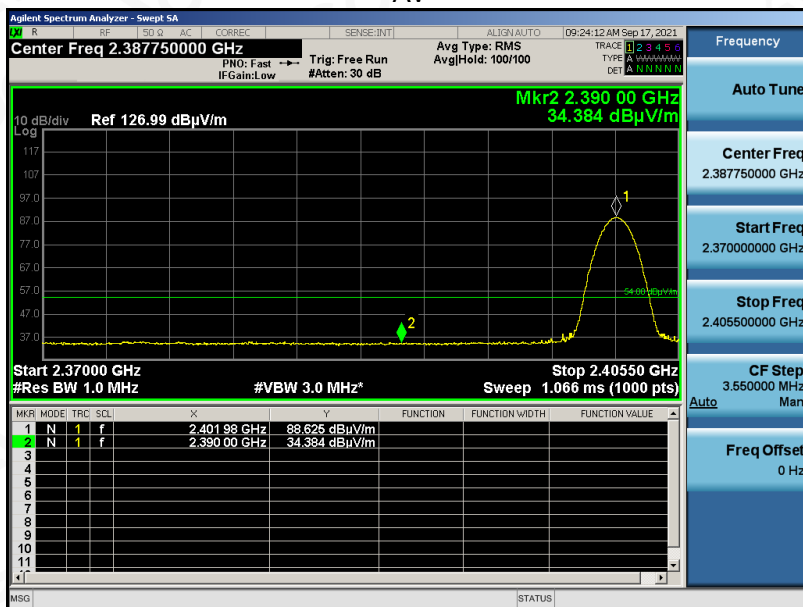 Agilent Spectrum Analyzer - Swept SA
LXI R RF 50 Ω AC CORREC SENSE:INT ALIGN AUTO 09:24:12 AM Sep 17, 2021
Center Freq 2.387750000 GHz Avg Type: RMS TRACE 1 2 3 4 5 6
PNO: Fast Trig: Free Run Avg|Hold: 100/100 TYPE A WWWWW
IFGain:Low #Atten: 30 dB DET A N N N N N
Mkr2 2.390 00 GHz
10 dB/div Ref 126.99 dBµV/m 34.384 dBµV/m
Log
117
107
97.0
1
87.0
77.0
67.0
57.0 54.00 dBµV/m
47.0
2
37.0
Start 2.37000 GHz Stop 2.40550 GHz
#Res BW 1.0 MHz #VBW 3.0 MHz* Sweep 1.066 ms (1000 pts)
MKR MODE TRC SCL X Y FUNCTION FUNCTION WIDTH FUNCTION VALUE
1 N 1 f 2.401 98 GHz 88.625 dBµV/m
2 N 1 f 2.390 00 GHz 34.384 dBµV/m
3
4
5
6
7
8
9
10
11
MSG STATUS
Frequency
Auto Tune
Center Freq
2.387750000 GHz
Start Freq
2.370000000 GHz
Stop Freq
2.405500000 GHz
CF Step
3.550000 MHz
Auto Man
Freq Offset
0 Hz